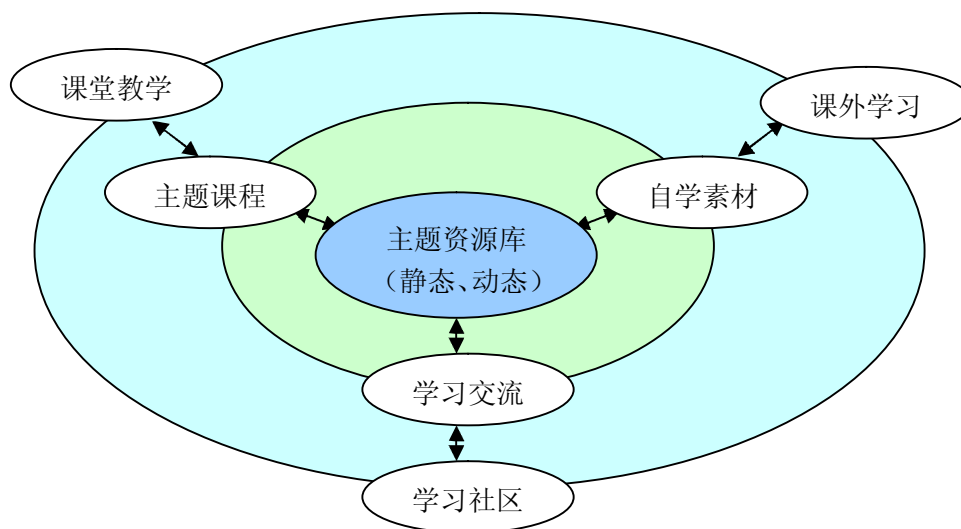 课堂教学
课外学习
主题课程
自学素材
主题资源库
（静态、动态）
学习交流
学习社区